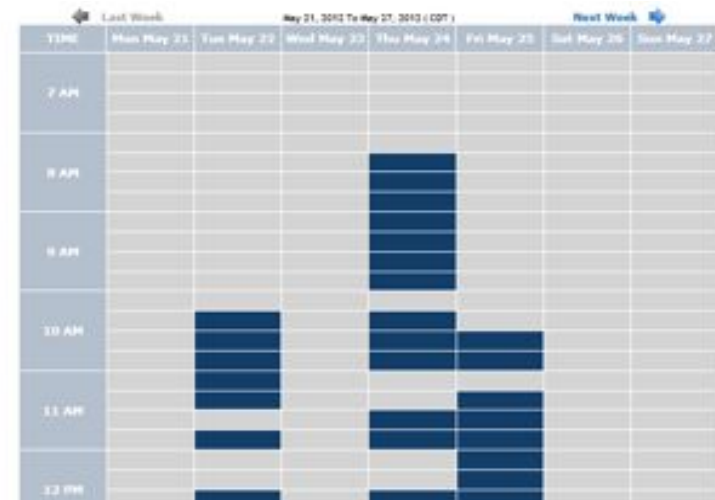 Last Week May 21, 2012 To May 27, 2012 ( CDT ) Next Week
TIME Mon May 21 Tue May 22 Wed May 23 Thu May 24 Fri May 25 Sat May 26 Sun May 27
7 AM
8 AM
9 AM
10 AM
11 AM
12 PM